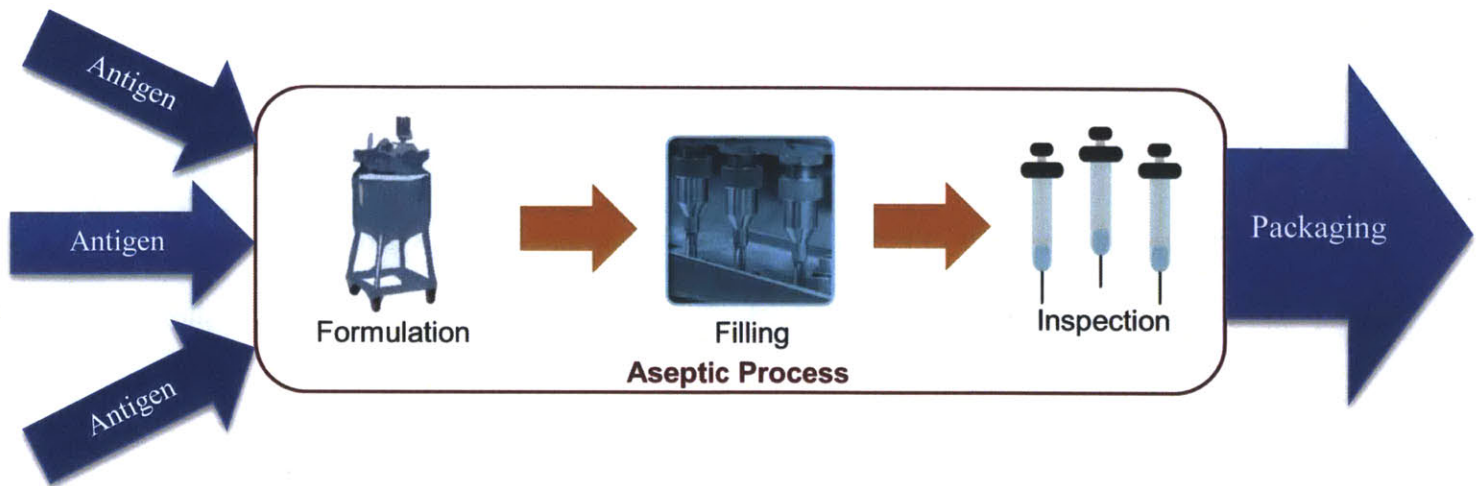 Antigen
Antigen
Antigen
Formulation
Filling
Inspection
Aseptic Process
Packaging